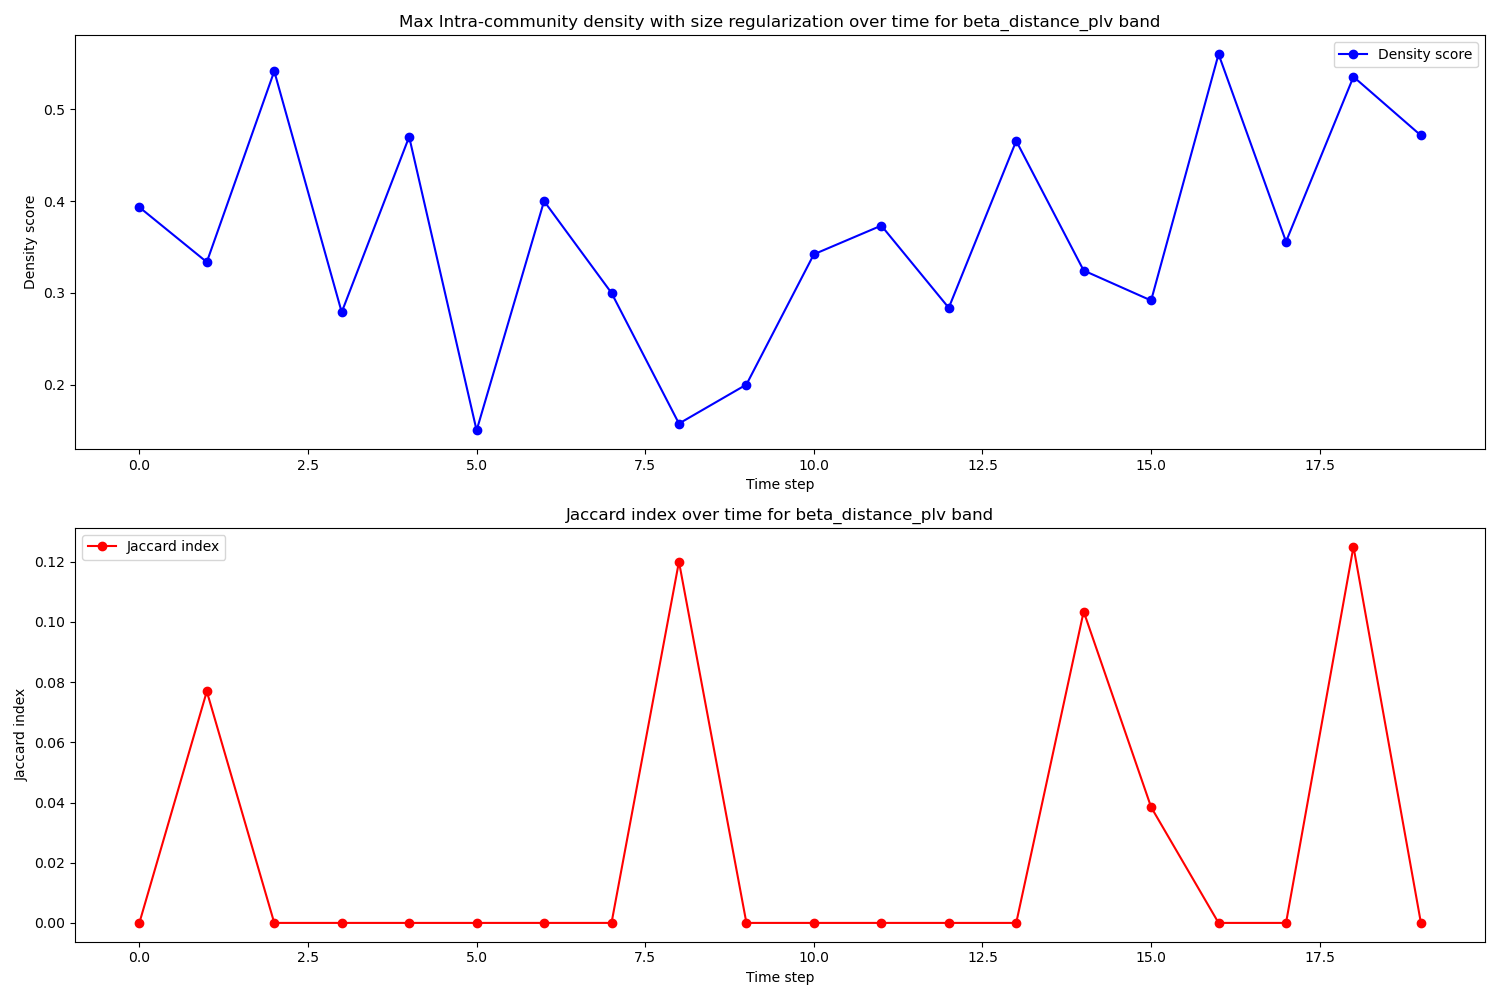 Max Intra-community density with size regularization over time for beta_distance_plv band
Density score
0.5
0.4
0.3
0.2
Density score
0.0 2.5 5.0 7.5 10.0 12.5 15.0 17.5
Time step
Jaccard index over time for beta_distance_plv band
Jaccard index
0.12
0.10
0.08
0.06
0.04
0.02
0.00
Jaccard index
0.0 2.5 5.0 7.5 10.0 12.5 15.0 17.5
Time step